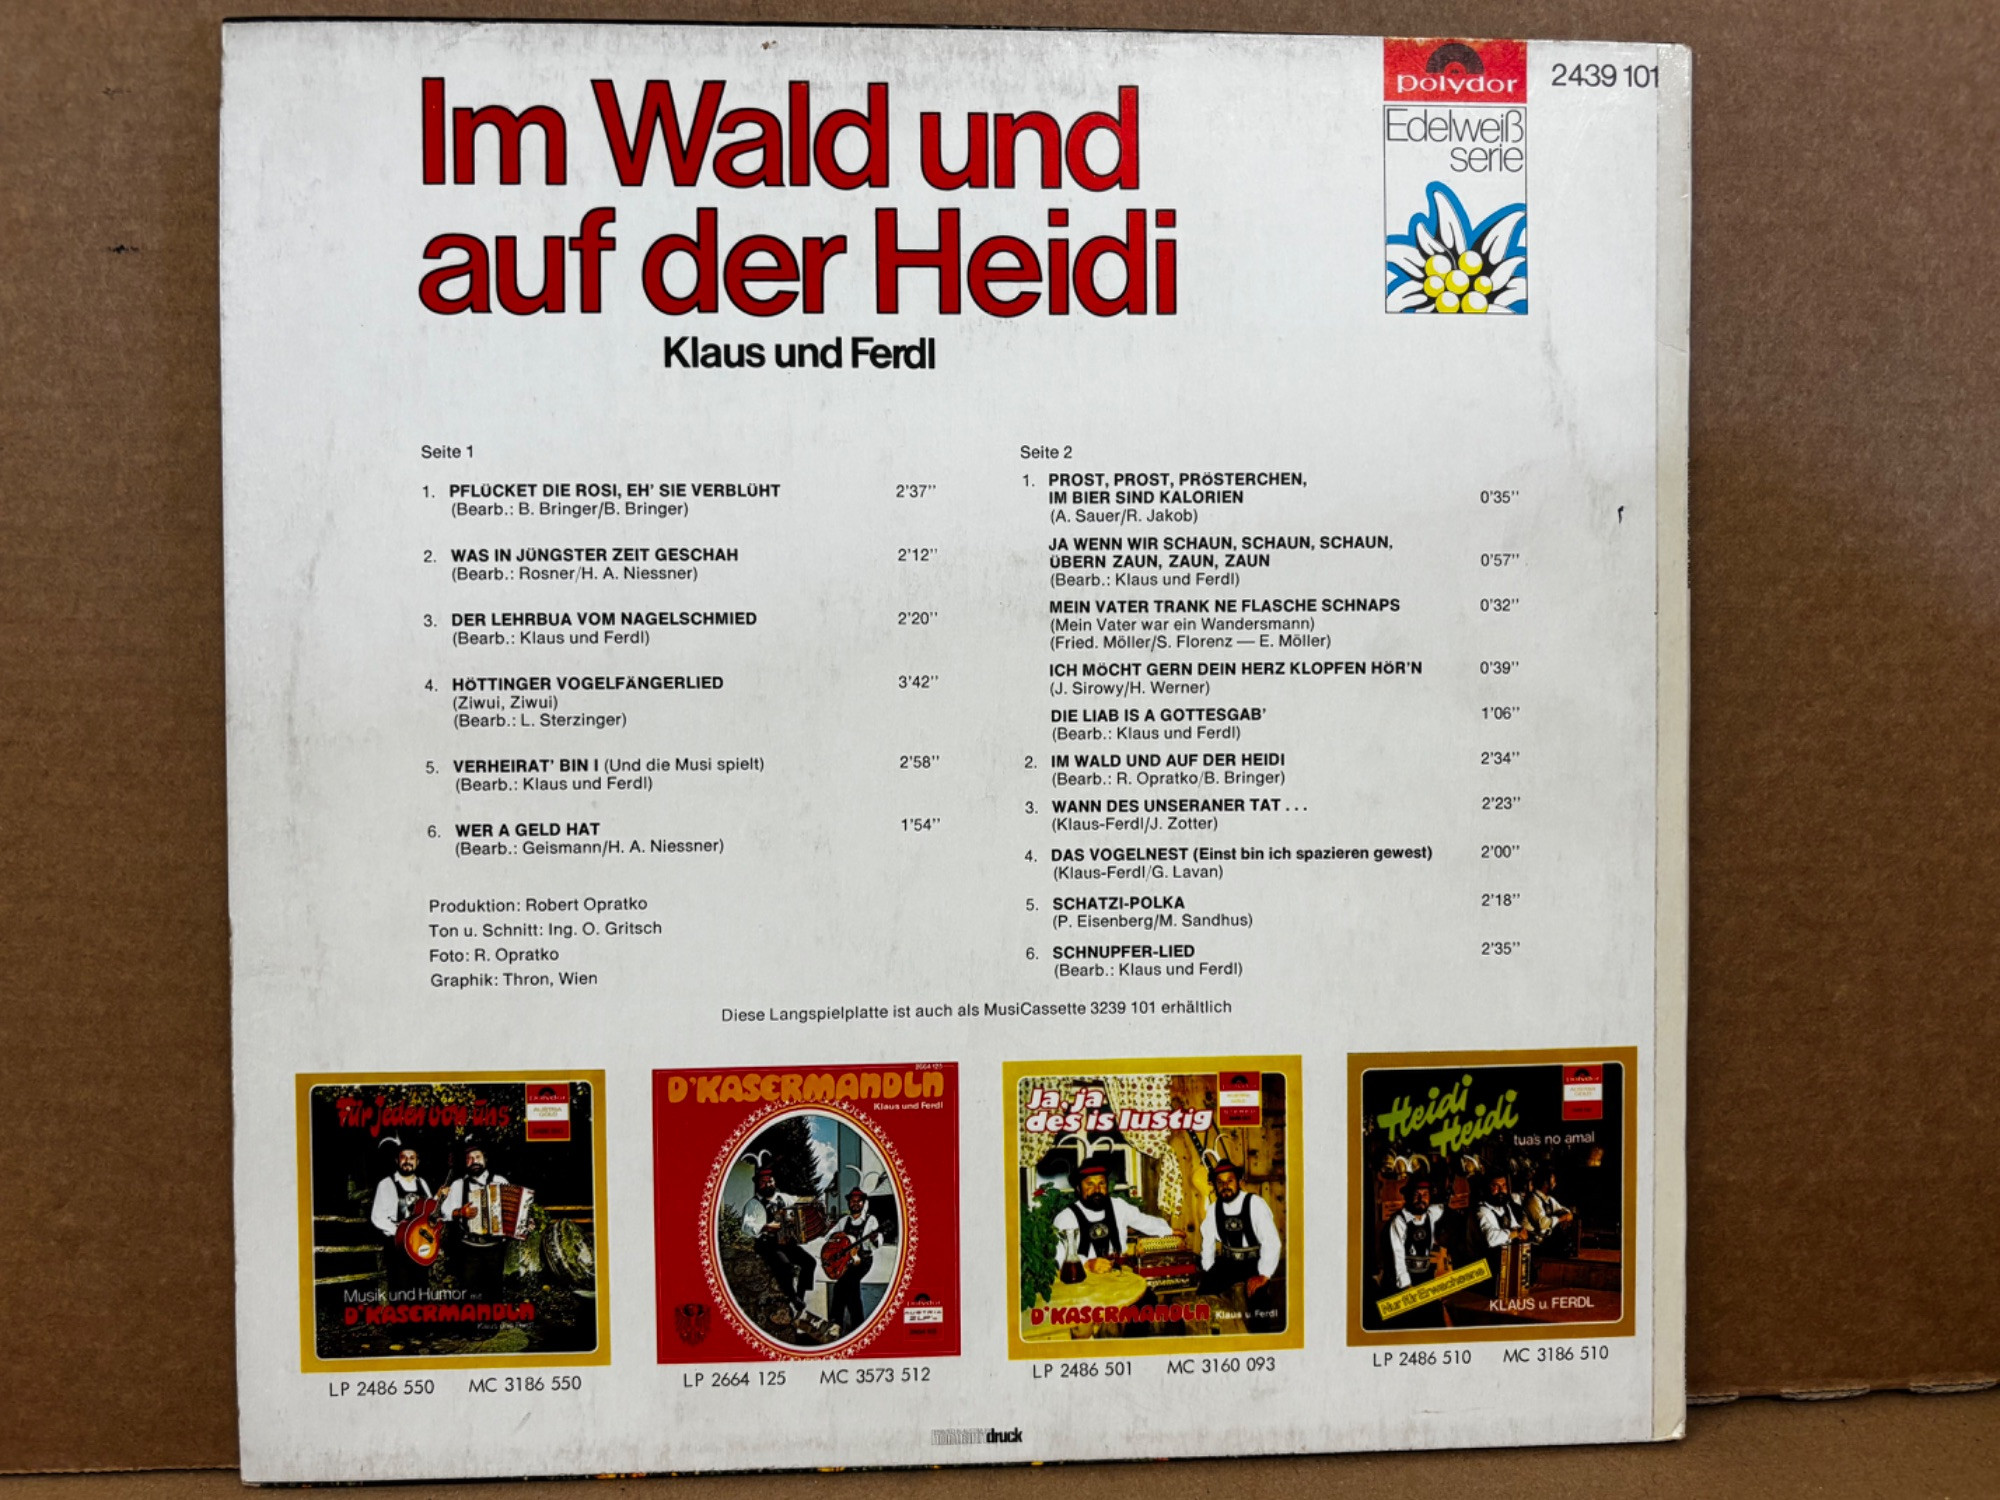 Im Wald und
auf der Heidi
Klaus und Ferdl
polydor
2439 101
Edelweiß
serie
Seite 1
1. PFLÜCKET DIE ROSI, EH' SIE VERBLÜHT 2'37''
(Bearb.: B. Bringer/B. Bringer)
2. WAS IN JÜNGSTER ZEIT GESCHAH 2'12''
(Bearb.: Rosner/H. A. Niessner)
3. DER LEHRBUA VOM NAGELSCHMIED 2'20''
(Bearb.: Klaus und Ferdl)
4. HÖTTINGER VOGELFÄNGERLIED 3'42''
(Ziwui, Ziwui)
(Bearb.: L. Sterzinger)
5. VERHEIRAT' BIN I (Und die Musi spielt) 2'58''
(Bearb.: Klaus und Ferdl)
6. WER A GELD HAT 1'54''
(Bearb.: Geismann/H. A. Niessner)
Produktion: Robert Opratko
Ton u. Schnitt: Ing. O. Gritsch
Foto: R. Opratko
Graphik: Thron, Wien
Seite 2
1. PROST, PROST, PRÖSTERCHEN,
IM BIER SIND KALORIEN 0'35''
(A. Sauer/R. Jakob)
JA WENN WIR SCHAUN, SCHAUN, SCHAUN,
ÜBERN ZAUN, ZAUN, ZAUN 0'57''
(Bearb.: Klaus und Ferdl)
MEIN VATER TRANK NE FLASCHE SCHNAPS 0'32''
(Mein Vater war ein Wandersmann)
(Fried. Möller/S. Florenz — E. Möller)
ICH MÖCHT GERN DEIN HERZ KLOPFEN HÖR'N 0'39''
(J. Sirowy/H. Werner)
DIE LIAB IS A GOTTESGAB' 1'06''
(Bearb.: Klaus und Ferdl)
2. IM WALD UND AUF DER HEIDI 2'34''
(Bearb.: R. Opratko/B. Bringer)
3. WANN DES UNSERANER TAT . . . 2'23''
(Klaus-Ferdl/J. Zotter)
4. DAS VOGELNEST (Einst bin ich spazieren gewest) 2'00''
(Klaus-Ferdl/G. Lavan)
5. SCHATZI-POLKA 2'18''
(P. Eisenberg/M. Sandhus)
6. SCHNUPFER-LIED 2'35''
(Bearb.: Klaus und Ferdl)
Diese Langspielplatte ist auch als MusiCassette 3239 101 erhältlich
Für jeden von uns
polydor
Musik und Humor mit
D'KASERMANDLN
LP 2486 550 MC 3186 550
2664 125
D'KASERMANDLN
Klaus und Ferdl
polydor
LP 2664 125 MC 3573 512
Ja, ja
des is lustig
D'KASERMANDLN Klaus u. Ferdl
LP 2486 501 MC 3160 093
Heidi
Heidi
tua's no amal
Nur für Erwachsene
KLAUS u. FERDL
LP 2486 510 MC 3186 510
druck